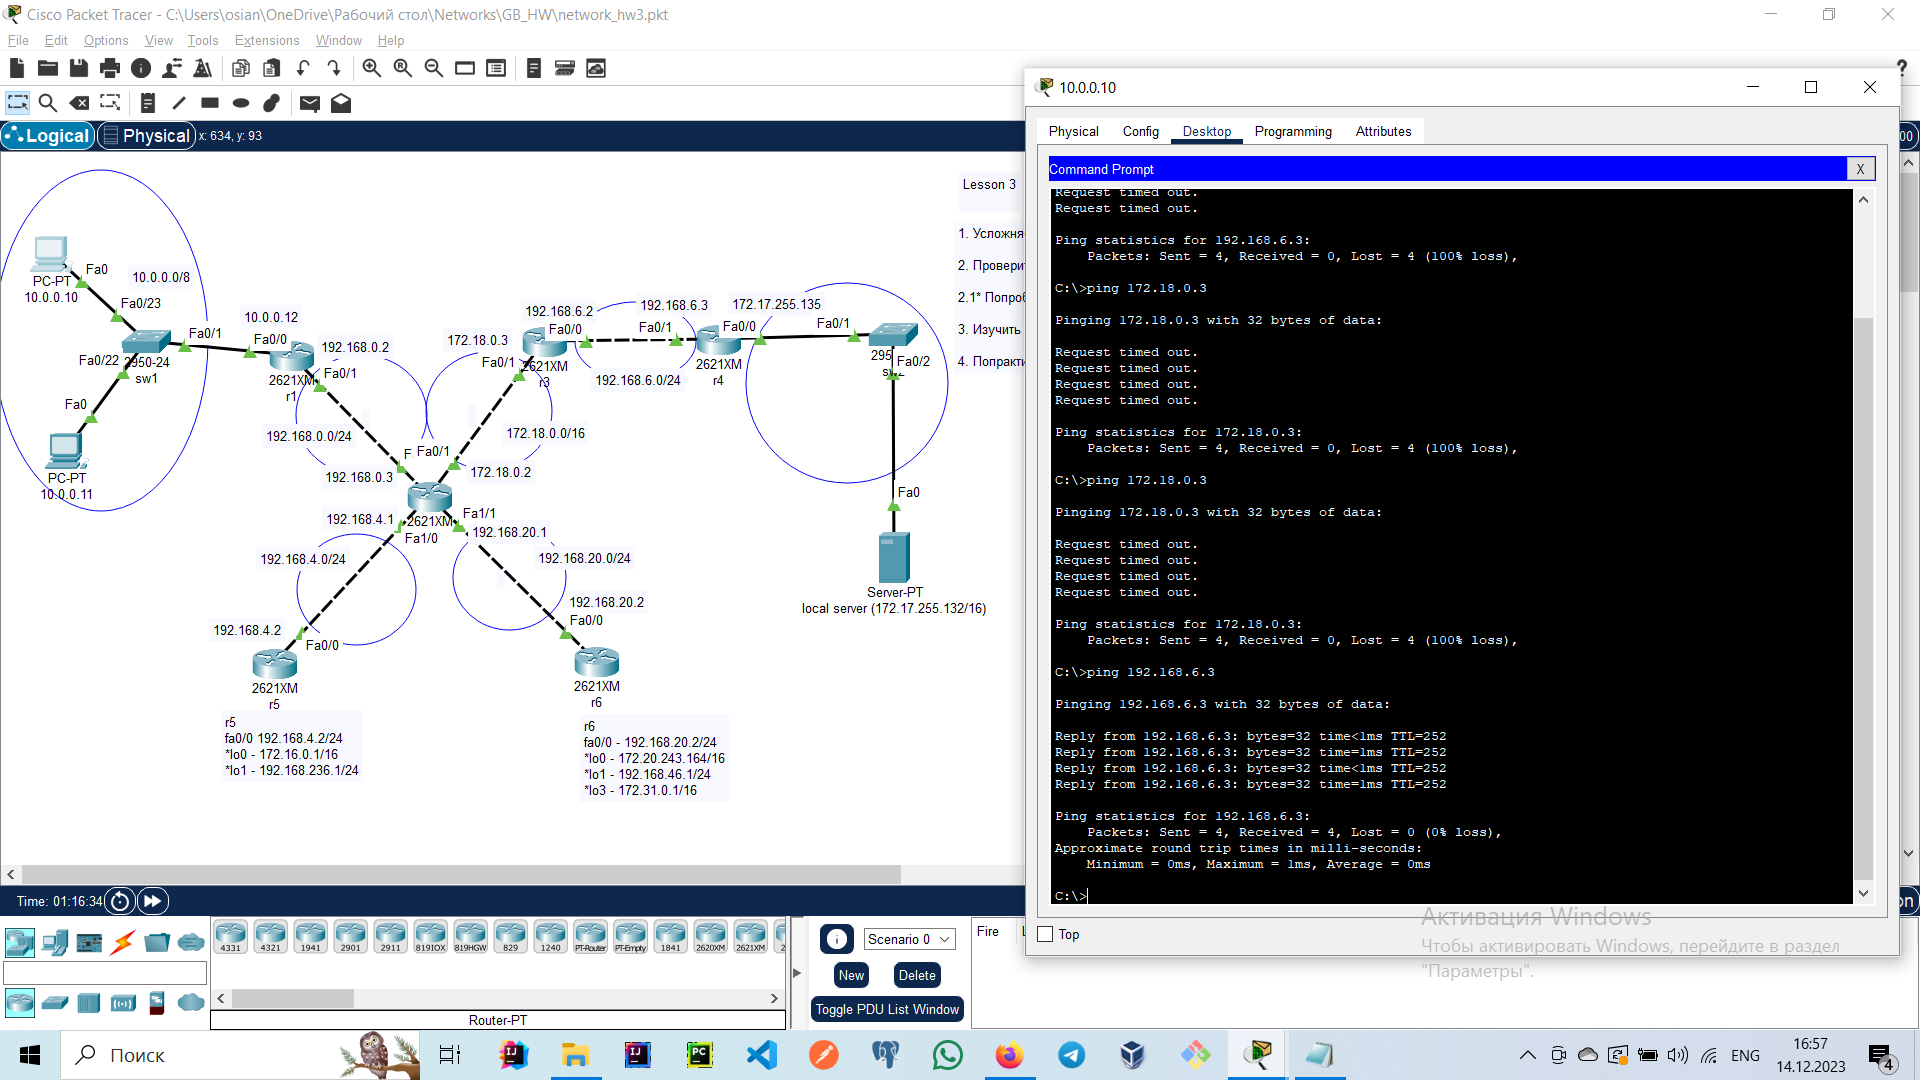 Cisco Packet Tracer - C:\Users\osian\OneDrive\Рабочий стол\Networks\GB_HW\network_hw3.pkt
File Edit Options View Tools Extensions Window Help
Logical Physical x: 634, y: 93
Lesson 3
1. Усложня
2. Провери
2.1* Попроб
3. Изучить
4. Попракти
PC-PT
10.0.0.10
Fa0
10.0.0.0/8
Fa0/23
Fa0/1
Fa0/22
2950-24
sw1
Fa0
PC-PT
10.0.0.11
10.0.0.12
Fa0/0
2621XM
r1
192.168.0.2
Fa0/1
192.168.0.0/24
192.168.0.3
F
Fa0/1
172.18.0.2
172.18.0.0/16
172.18.0.3
Fa0/1
192.168.6.2
Fa0/0
2621XM
r3
192.168.6.3
Fa0/1
192.168.6.0/24
172.17.255.135
Fa0/0
2621XM
r4
Fa0/1
295
Fa0/2
Fa0
Server-PT
local server (172.17.255.132/16)
192.168.4.1
2621XM
Fa1/0
Fa1/1
192.168.20.1
192.168.4.0/24
192.168.20.0/24
192.168.4.2
Fa0/0
2621XM
r5
192.168.20.2
Fa0/0
2621XM
r6
r5
fa0/0 192.168.4.2/24
*lo0 - 172.16.0.1/16
*lo1 - 192.168.236.1/24
r6
fa0/0 - 192.168.20.2/24
*lo0 - 172.20.243.164/16
*lo1 - 192.168.46.1/24
*lo3 - 172.31.0.1/16
10.0.0.10
Physical Config Desktop Programming Attributes
Command Prompt
X
Request timed out.
Request timed out.
Ping statistics for 192.168.6.3:
Packets: Sent = 4, Received = 0, Lost = 4 (100% loss),
C:\>ping 172.18.0.3
Pinging 172.18.0.3 with 32 bytes of data:
Request timed out.
Request timed out.
Request timed out.
Request timed out.
Ping statistics for 172.18.0.3:
Packets: Sent = 4, Received = 0, Lost = 4 (100% loss),
C:\>ping 172.18.0.3
Pinging 172.18.0.3 with 32 bytes of data:
Request timed out.
Request timed out.
Request timed out.
Request timed out.
Ping statistics for 172.18.0.3:
Packets: Sent = 4, Received = 0, Lost = 4 (100% loss),
C:\>ping 192.168.6.3
Pinging 192.168.6.3 with 32 bytes of data:
Reply from 192.168.6.3: bytes=32 time<1ms TTL=252
Reply from 192.168.6.3: bytes=32 time<1ms TTL=252
Reply from 192.168.6.3: bytes=32 time<1ms TTL=252
Reply from 192.168.6.3: bytes=32 time=1ms TTL=252
Ping statistics for 192.168.6.3:
Packets: Sent = 4, Received = 4, Lost = 0 (0% loss),
Approximate round trip times in milli-seconds:
Minimum = 0ms, Maximum = 1ms, Average = 0ms
C:\>
Top
Активация Windows
Чтобы активировать Windows, перейдите в раздел
"Параметры".
Time: 01:16:34
4331 4321 1941 2901 2911 819IOX 819HGW 829 1240 PT-Router PT-Empty 1841 2620XM 2621XM
Router-PT
Scenario 0
New Delete
Toggle PDU List Window
Fire
Поиск
ENG
16:57
14.12.2023
4